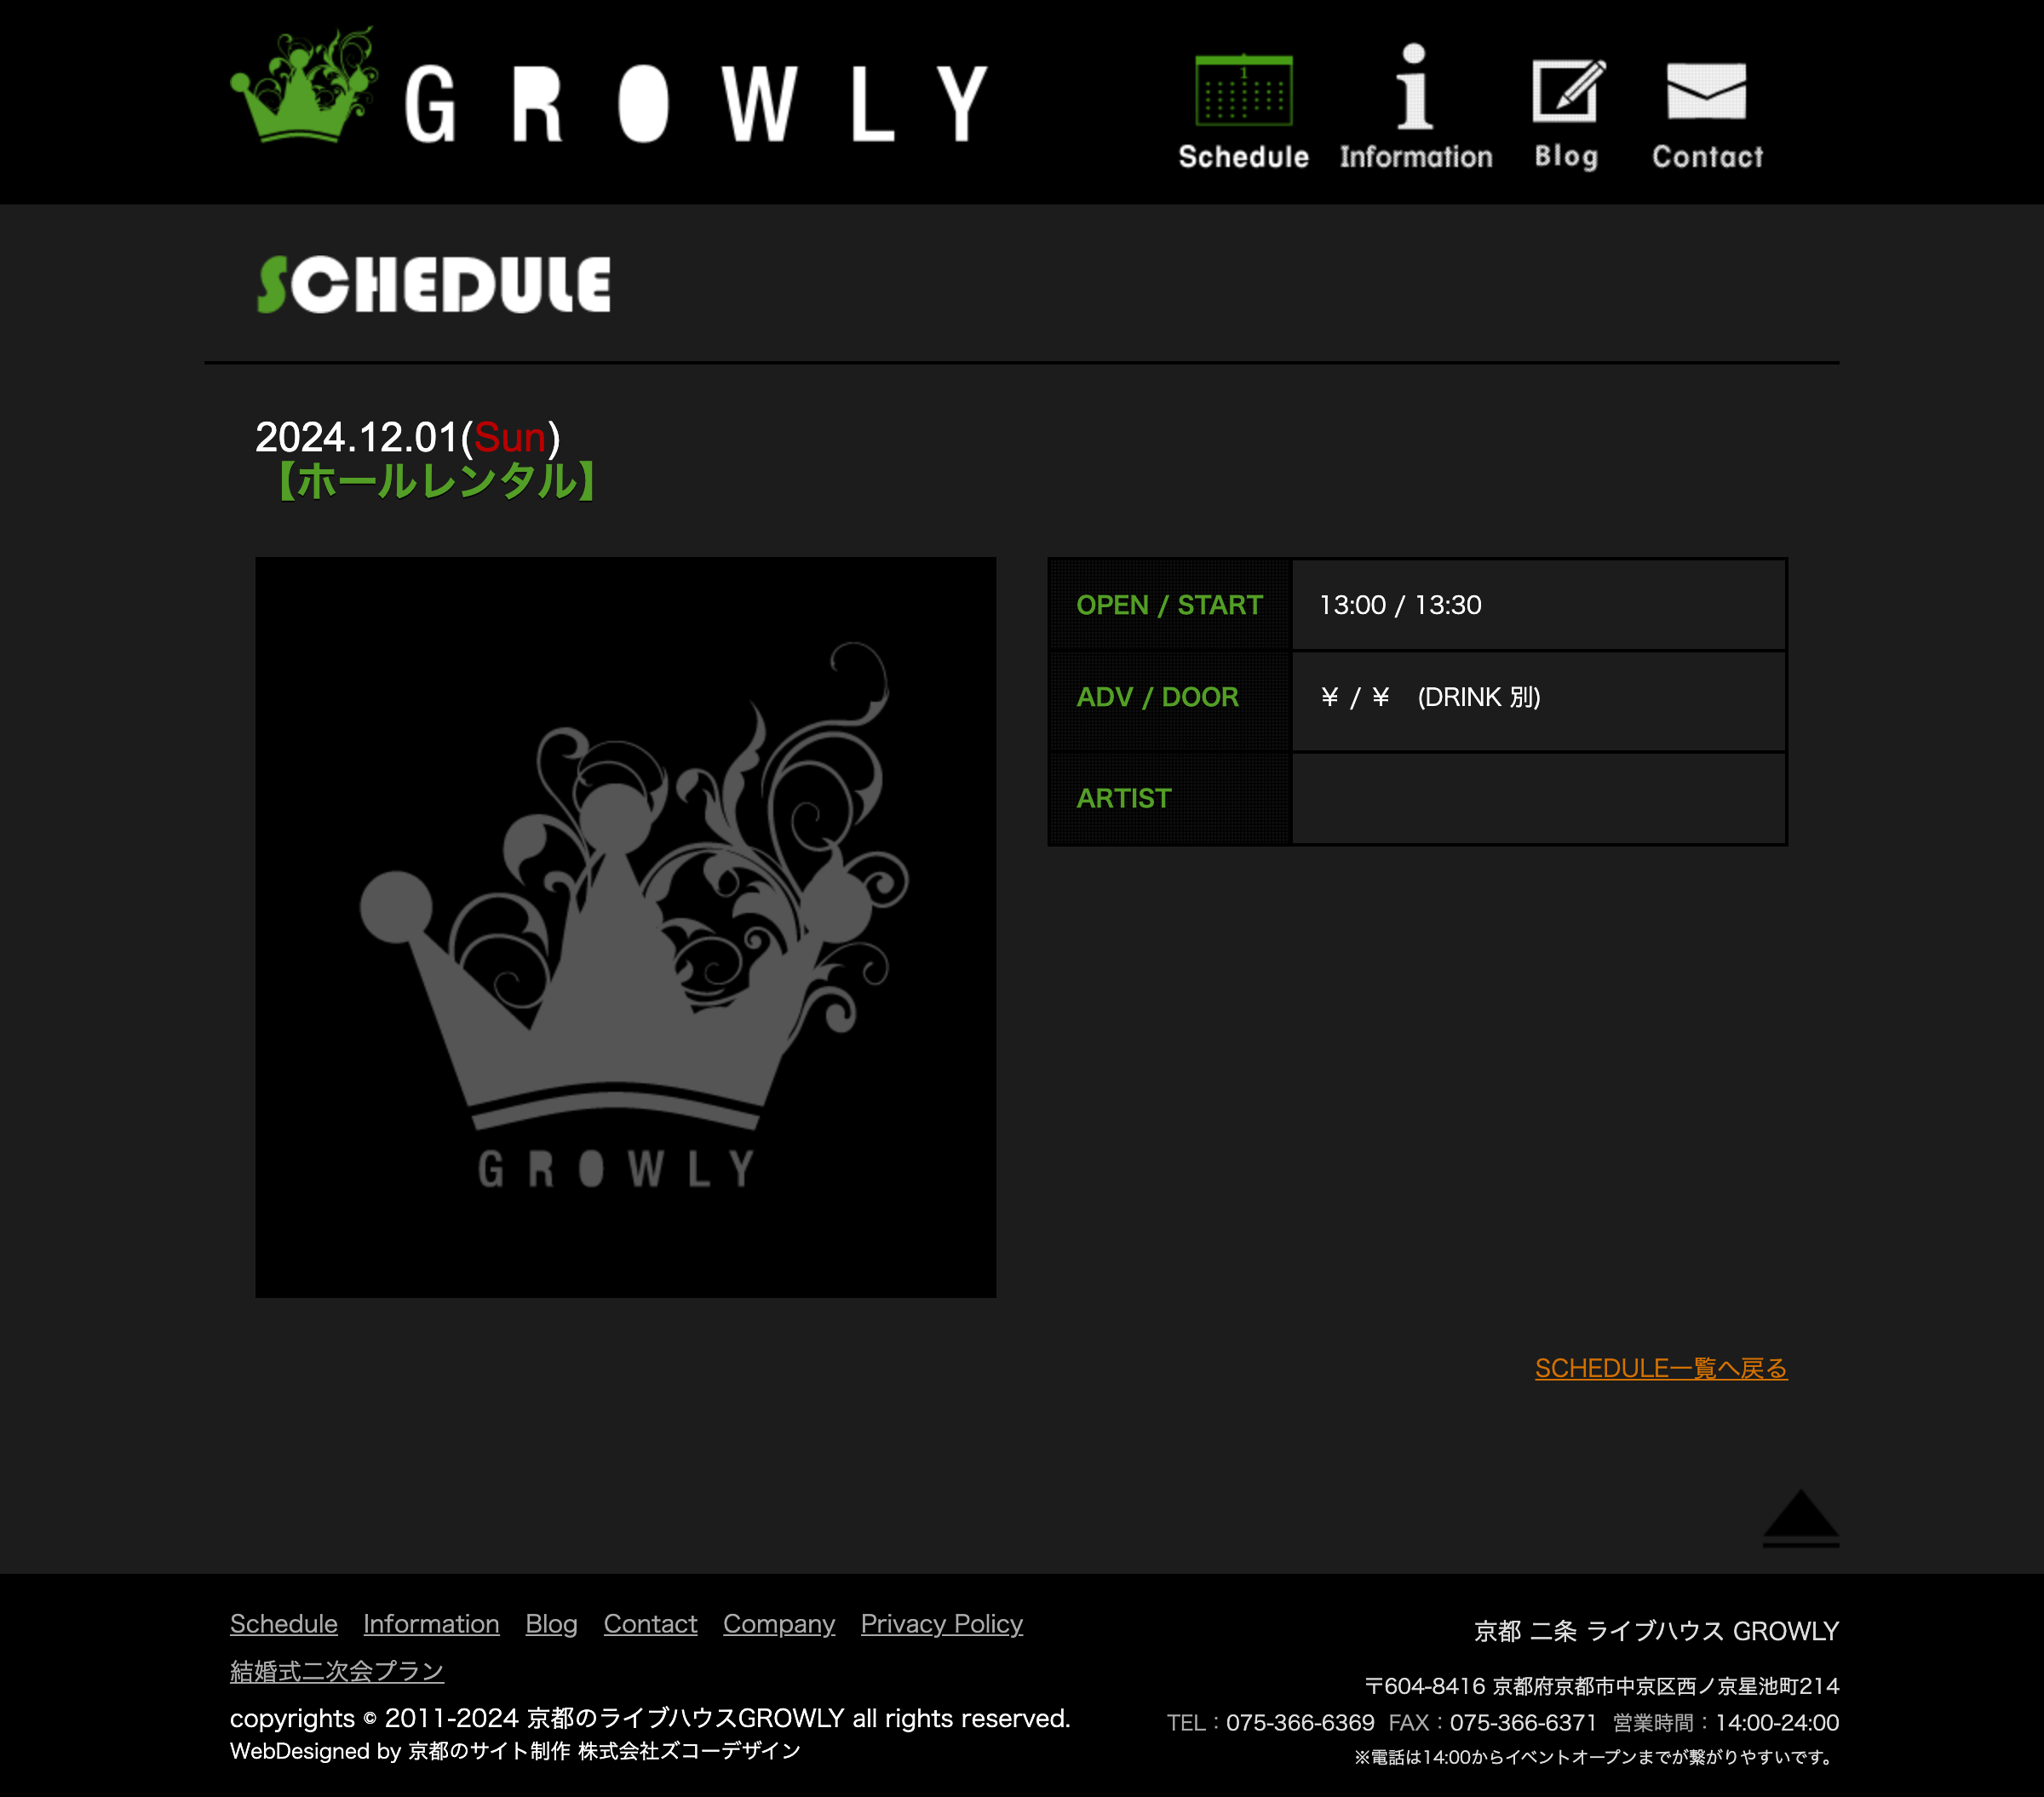 GROWLY
1
Schedule Information Blog Contact
SCHEDULE
2024.12.01(Sun)
【ホールレンタル】
OPEN / START 13:00 / 13:30
ADV / DOOR ¥ / ¥　(DRINK 別)
ARTIST
GROWLY
SCHEDULE一覧へ戻る
Schedule Information Blog Contact Company Privacy Policy
結婚式二次会プラン
copyrights © 2011-2024 京都のライブハウスGROWLY all rights reserved.
WebDesigned by 京都のサイト制作 株式会社ズコーデザイン
京都 二条 ライブハウス GROWLY
〒604-8416 京都府京都市中京区西ノ京星池町214
TEL：075-366-6369 FAX：075-366-6371 営業時間：14:00-24:00
※電話は14:00からイベントオープンまでが繋がりやすいです。